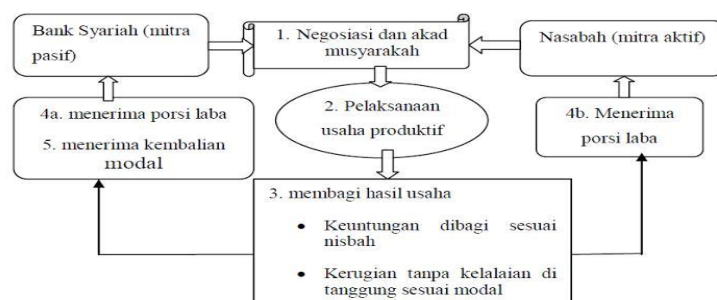 Bank Syariah (mitra
pasif)
1. Negosiasi dan akad
musyarakah
Nasabah (mitra aktif)
4a. menerima porsi laba
5. menerima kembalian
modal
2. Pelaksanaan
usaha produktif
4b. Menerima
porsi laba
3. membagi hasil usaha
• Keuntungan dibagi sesuai
nisbah
• Kerugian tanpa kelalaian di
tanggung sesuai modal